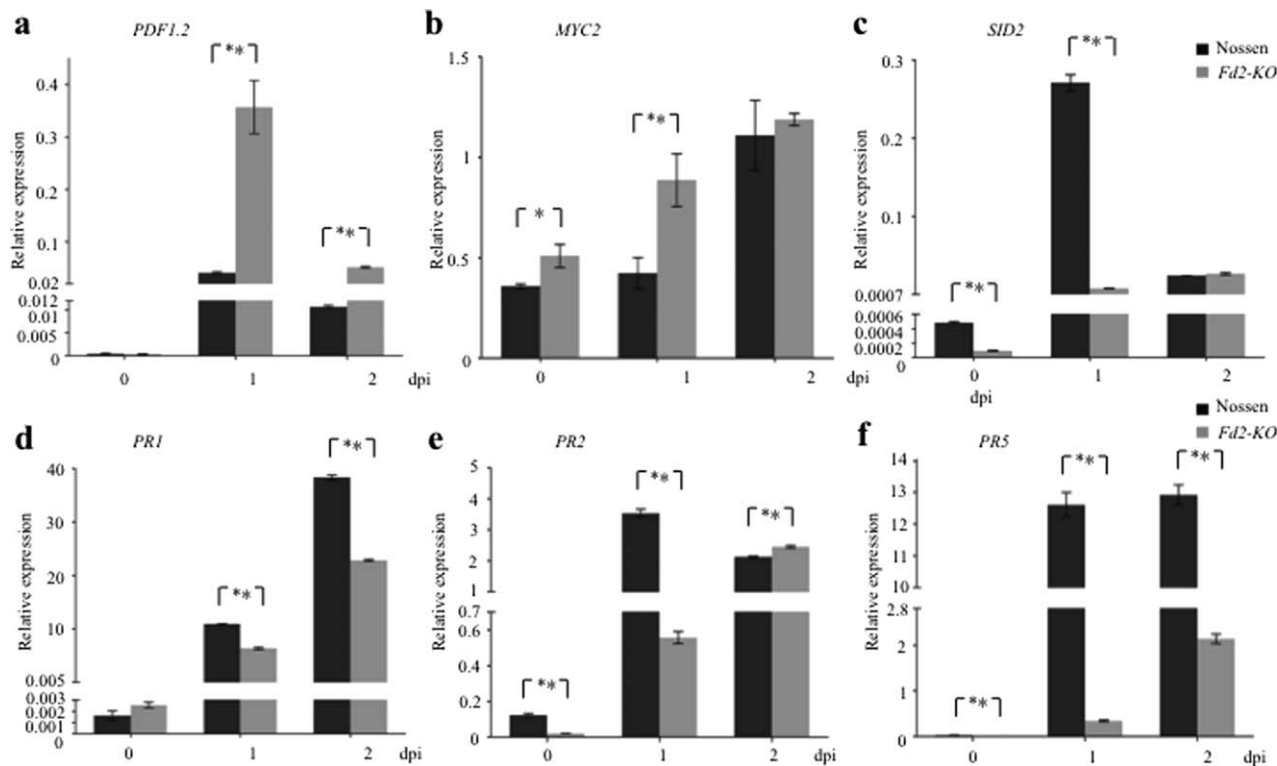 a
PDF1.2
**
**
0.4
0.3
0.2
0.1
0.02
0.012
0.01
0.005
0
Relative expression
0
1
2
dpi
b
MYC2
*
**
1.5
1
0.5
0
Relative expression
0
1
2
dpi
c
SID2
**
**
0.3
0.2
0.1
0.0007
0.0006
0.0004
0.0002
0
Relative expression
0
1
2
dpi
Nossen
Fd2-KO
d
PR1
**
**
40
30
20
10
0.005
0.003
0.002
0.001
0
Relative expression
0
1
2
dpi
e
PR2
**
**
**
5
4
3
2
1
0.7
0.6
0.4
0.2
0
Relative expression
0
1
2
dpi
f
PR5
**
**
**
14
13
12
11
10
2.8
2
1
0
Relative expression
0
1
2
dpi
Nossen
Fd2-KO